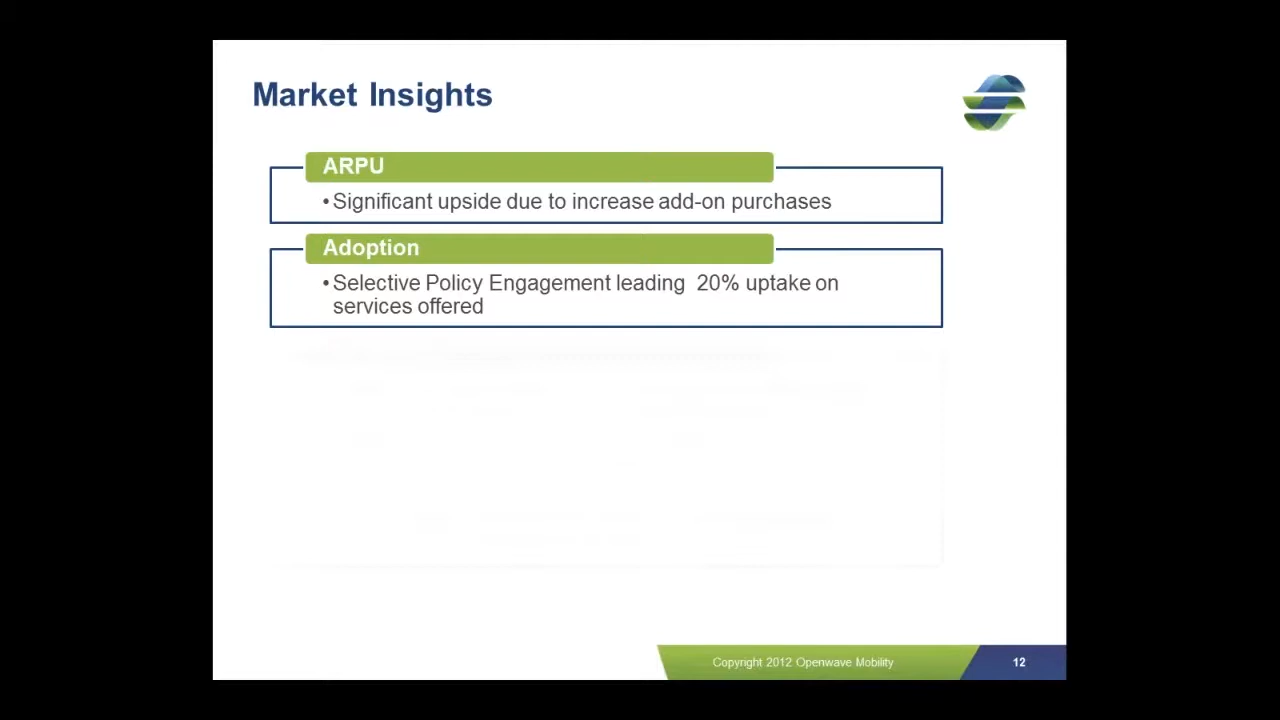 Market Insights
ARPU
•Significant upside due to increase add-on purchases
Adoption
•Selective Policy Engagement leading  20% uptake on
services offered
Copyright 2012 Openwave Mobility
12